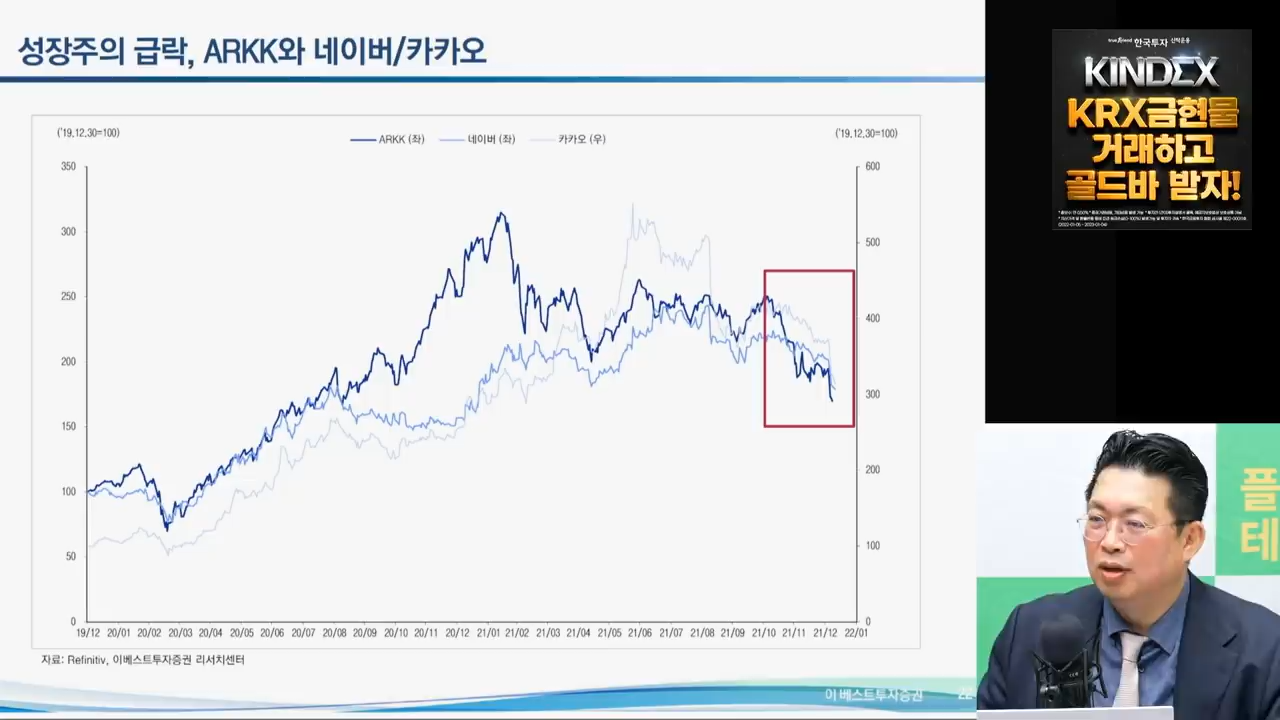 성장주의 급락, ARKK와 네이버/카카오
('19.12.30=100)
ARKK (좌) 네이버 (좌) 카카오 (우)
('19.12.30=100)
350
300
250
200
150
100
50
0
600
500
400
300
200
100
0
19/12 20/01 20/02 20/03 20/04 20/05 20/06 20/07 20/08 20/09 20/10 20/11 20/12 21/01 21/02 21/03 21/04 21/05 21/06 21/07 21/08 21/09 21/10 21/11 21/12 22/01
자료: Refinitiv, 이베스트투자증권 리서치센터
이베스트투자증권 22
한국투자 신탁운용
KINDEX
KRX금현물
거래하고
골드바 받자!
플
테